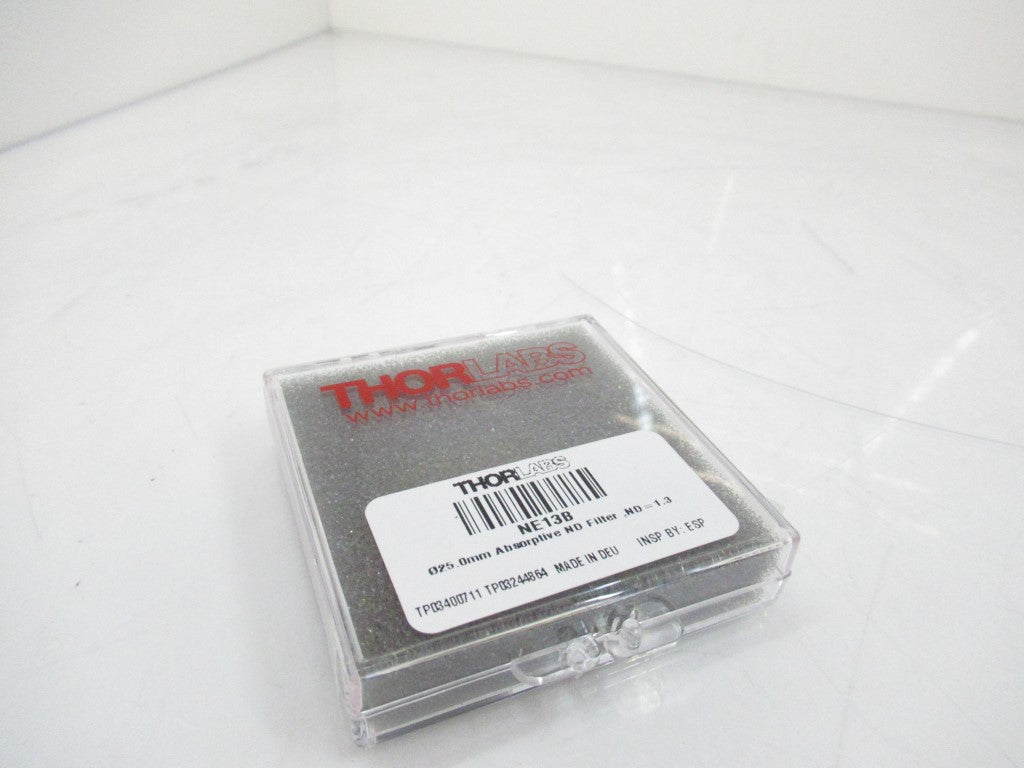 THORLABS
www.thorlabs.com
THORLABS
NE13B
Ø25.0mm Absorptive ND Filter ,ND=1.3
TP03400711 TP03244864 MADE IN DEU INSP BY: ESP